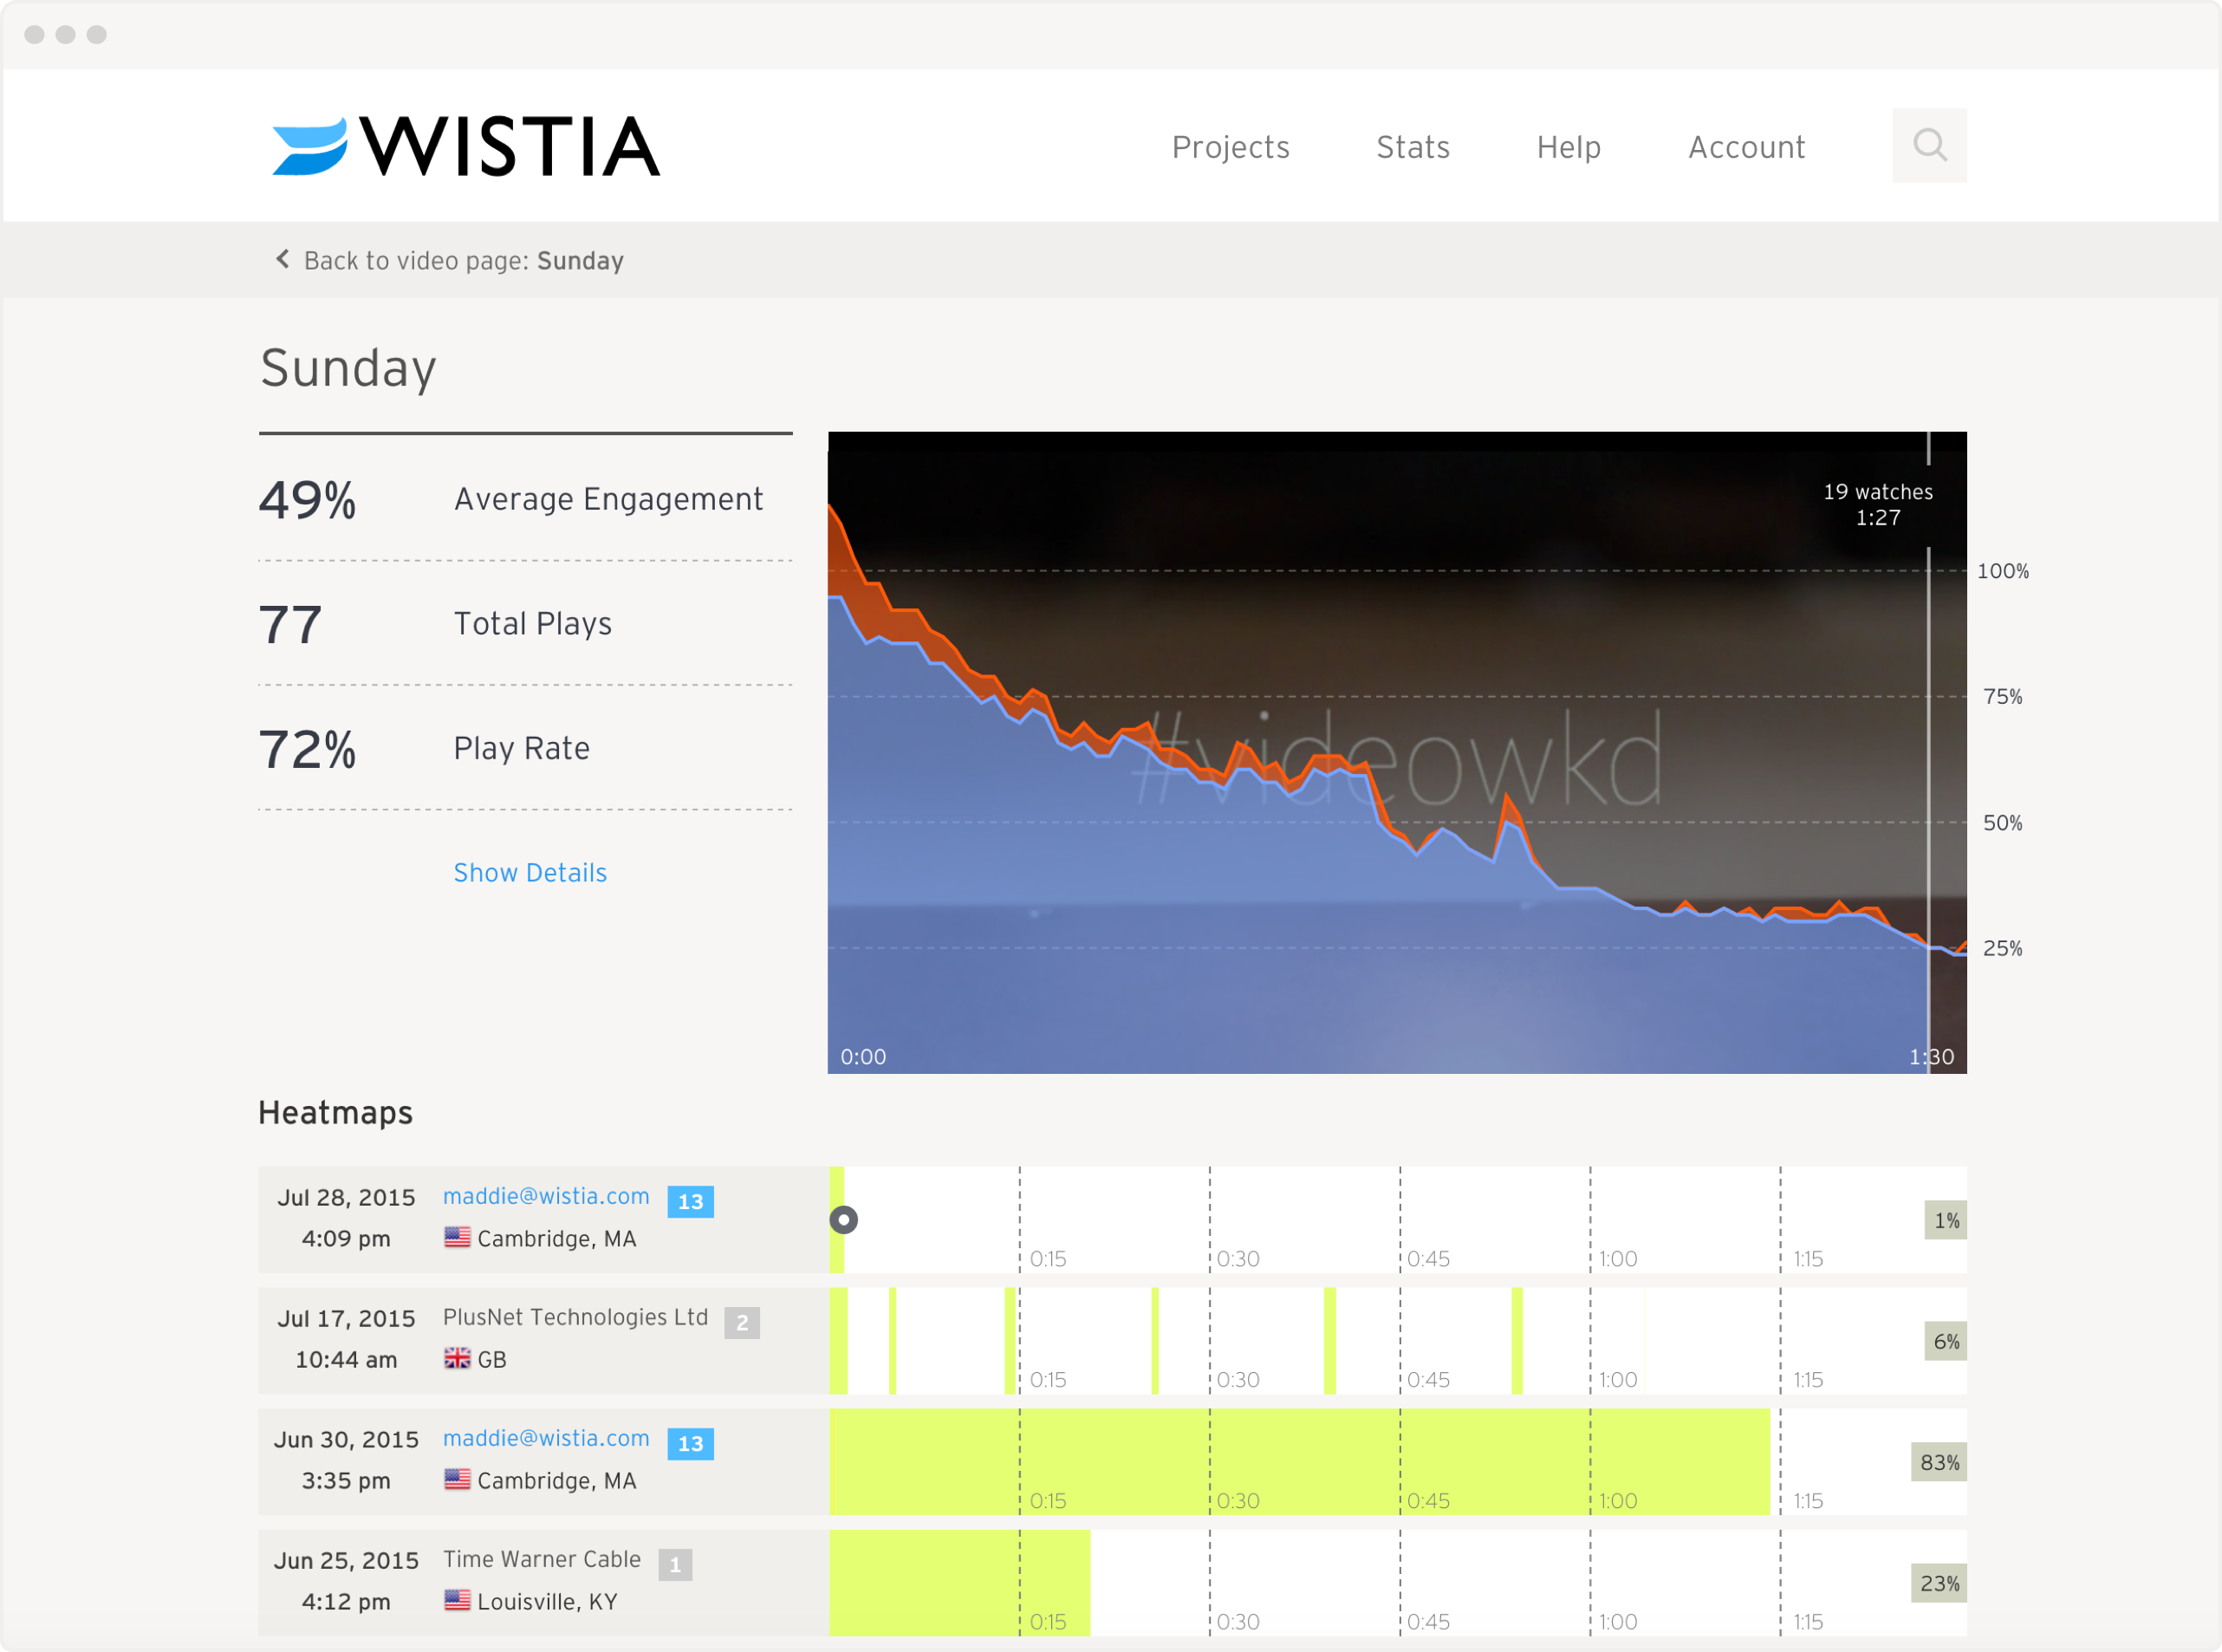 WISTIA
Projects Stats Help Account
Back to video page: Sunday
Sunday
49% Average Engagement
77 Total Plays
72% Play Rate
Show Details
19 watches
1:27
#videowkd
100%
75%
50%
25%
0:00 1:30
Heatmaps
Jul 28, 2015 maddie@wistia.com 13
4:09 pm Cambridge, MA
0:15 0:30 0:45 1:00 1:15
1%
Jul 17, 2015 PlusNet Technologies Ltd 2
10:44 am GB
0:15 0:30 0:45 1:00 1:15
6%
Jun 30, 2015 maddie@wistia.com 13
3:35 pm Cambridge, MA
0:15 0:30 0:45 1:00 1:15
83%
Jun 25, 2015 Time Warner Cable 1
4:12 pm Louisville, KY
0:15 0:30 0:45 1:00 1:15
23%